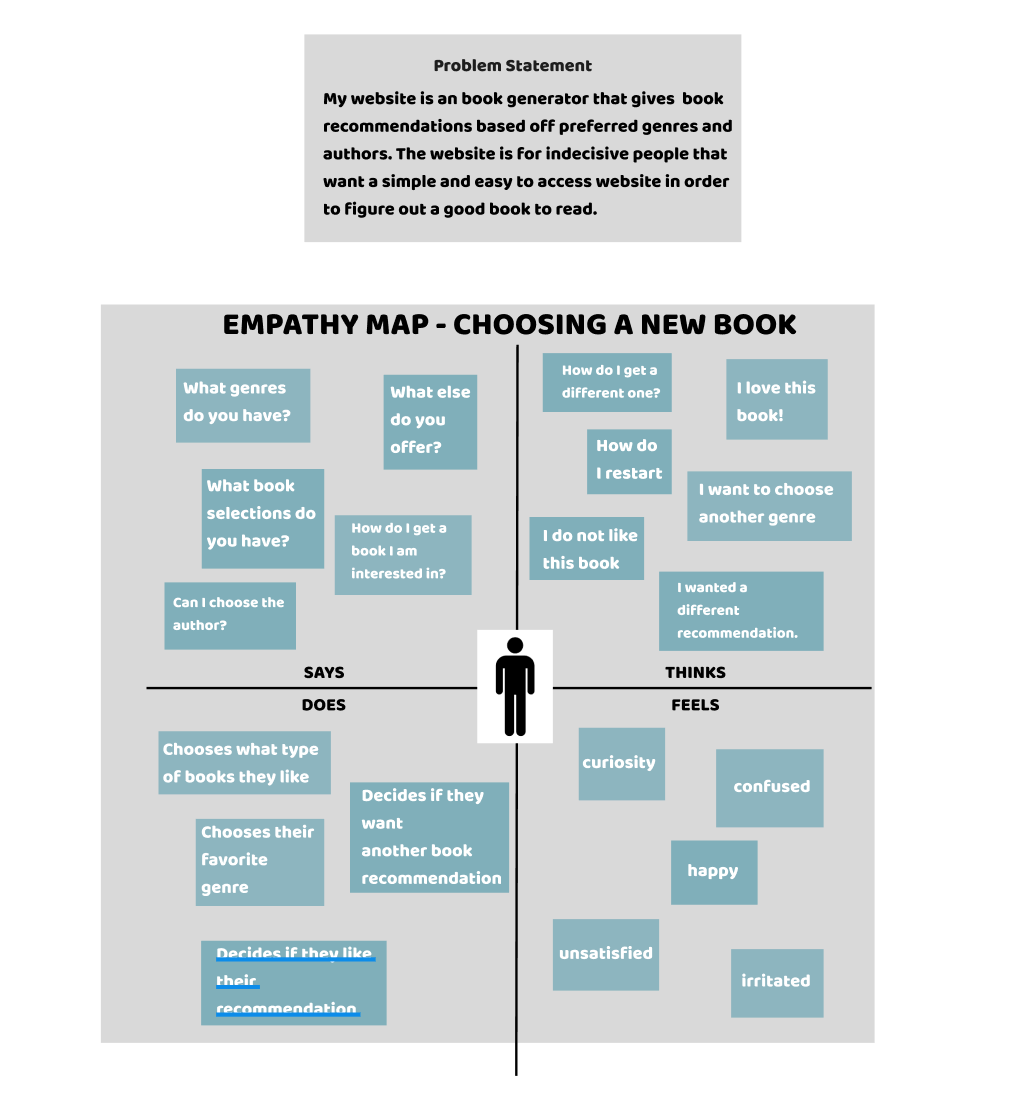 Problem Statement
My website is an book generator that gives book
recommendations based off preferred genres and
authors. The website is for indecisive people that
want a simple and easy to access website in order
to figure out a good book to read.
EMPATHY MAP - CHOOSING A NEW BOOK
What genres
do you have?
What else
do you
offer?
What book
selections do
you have?
How do I get a
book I am
interested in?
Can I choose the
author?
SAYS
How do I get a
different one?
I love this
book!
How do
I restart
I want to choose
another genre
I do not like
this book
I wanted a
different
recommendation.
THINKS
DOES
Chooses what type
of books they like
Decides if they
want
another book
recommendation
Chooses their
favorite
genre
Decides if they like
their
recommendation
FEELS
curiosity
confused
happy
unsatisfied
irritated